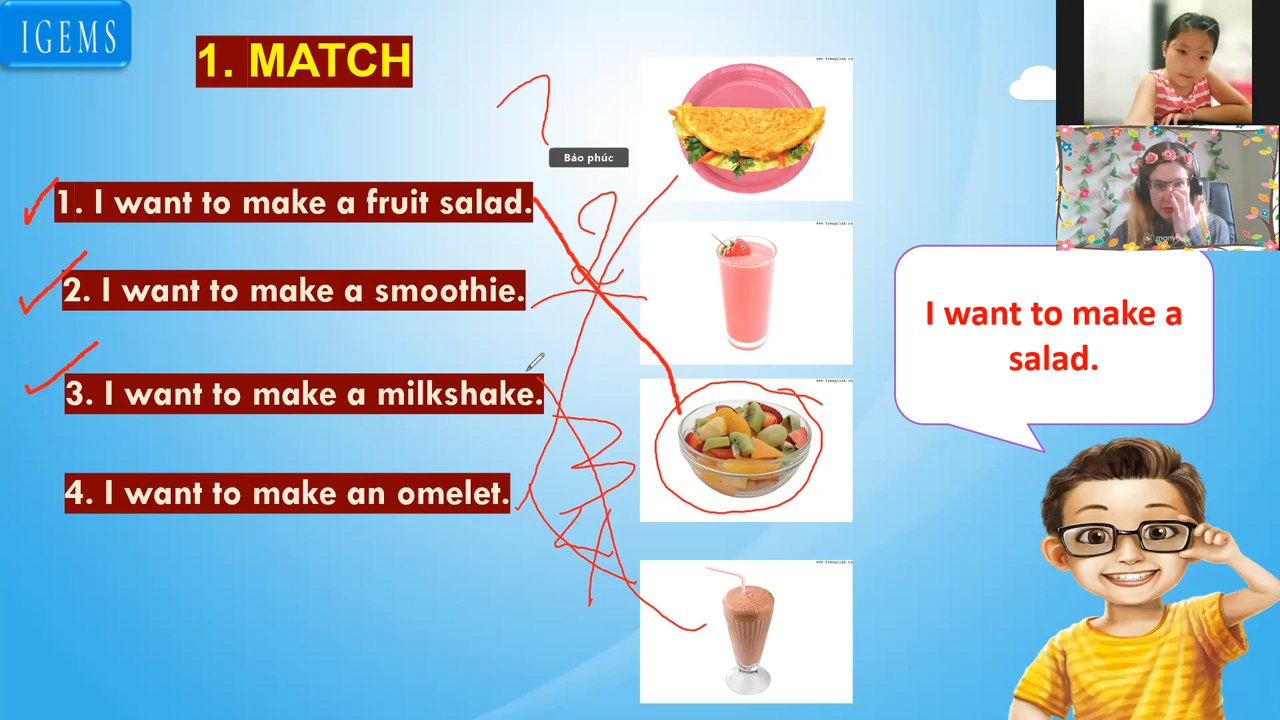 IGEMS
1. MATCH
Bảo phúc
1. I want to make a fruit salad.
2. I want to make a smoothie.
3. I want to make a milkshake.
4. I want to make an omelet.
I want to make a
salad.